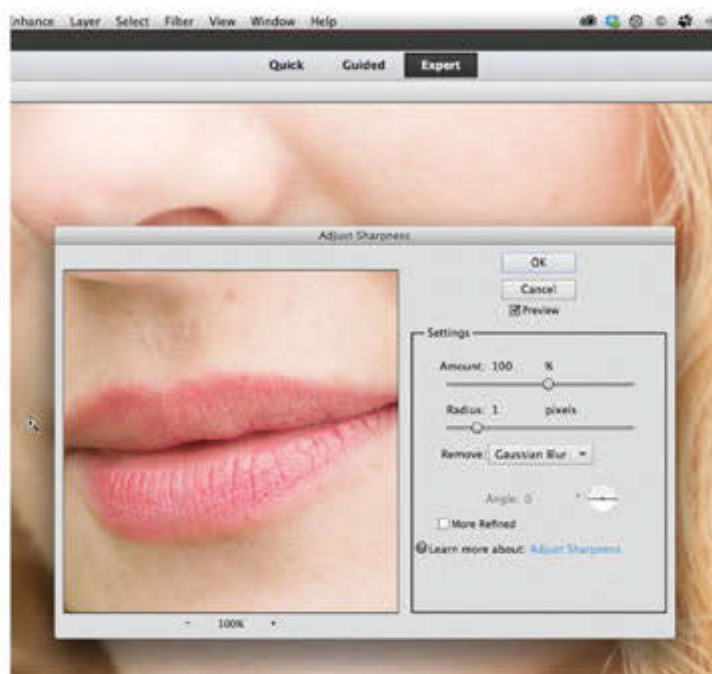 nhance Layer Select Filter View Window Help
Quick Guided Expert
Adjust Sharpness
OK
Cancel
Preview
Settings
Amount: 100 %
Radius: 1 pixels
Remove: Gaussian Blur
Angle: 0 °
More Refined
Learn more about: Adjust Sharpness
- 100% +